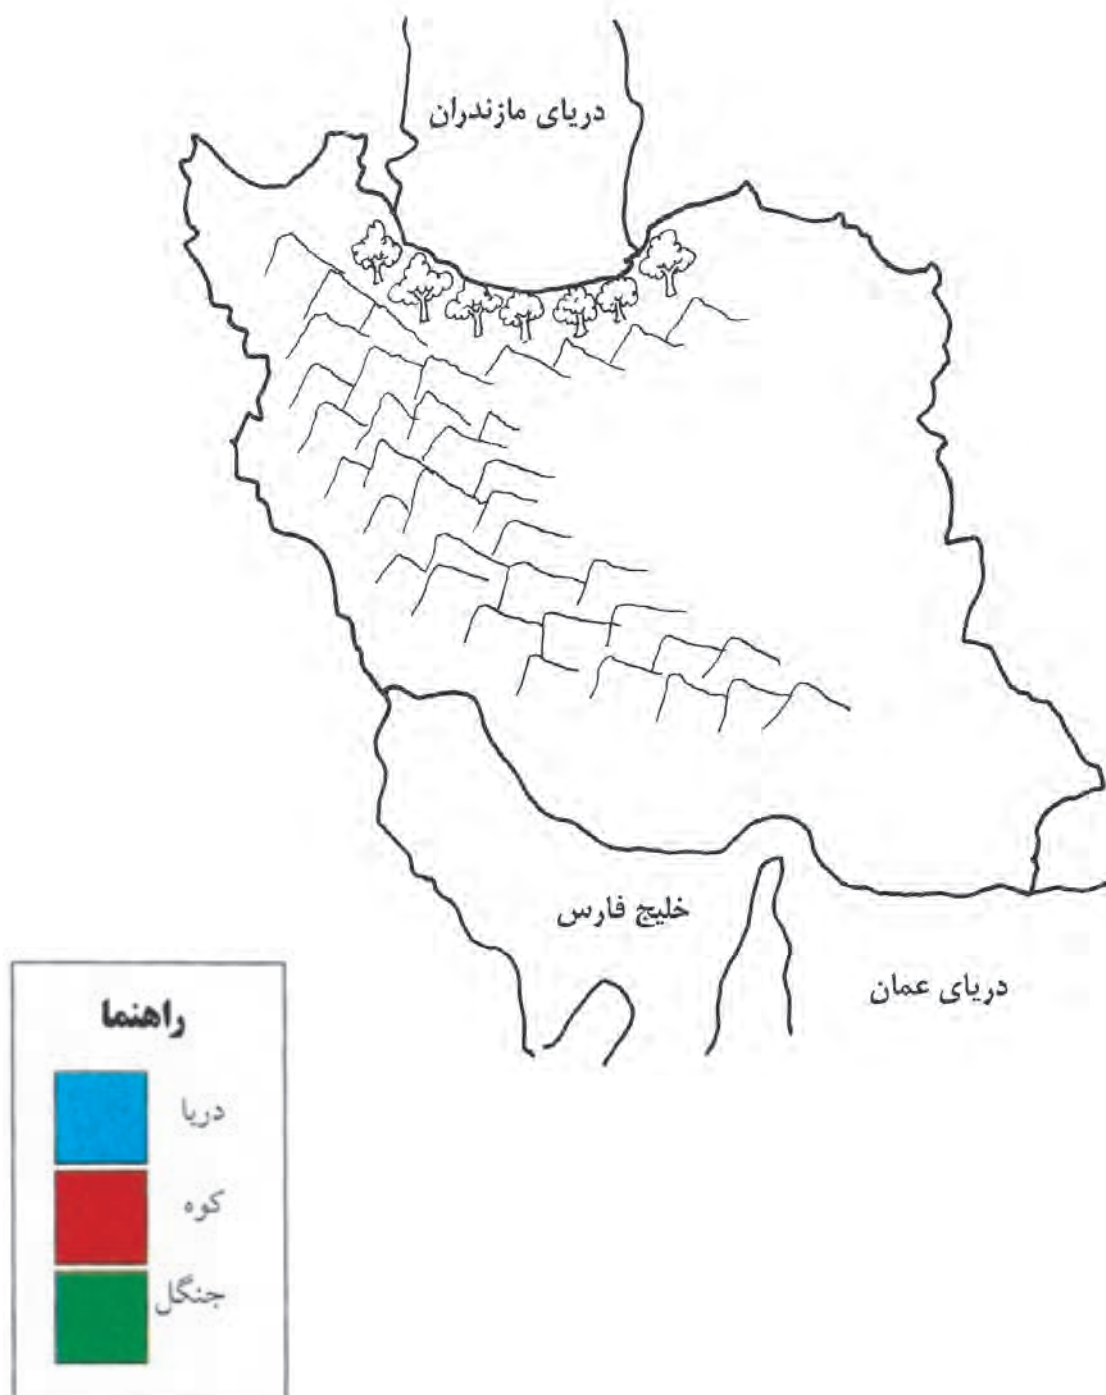 دریای مازندران
خلیج فارس
دریای عمان
راهنما
دریا
کوه
جنگل